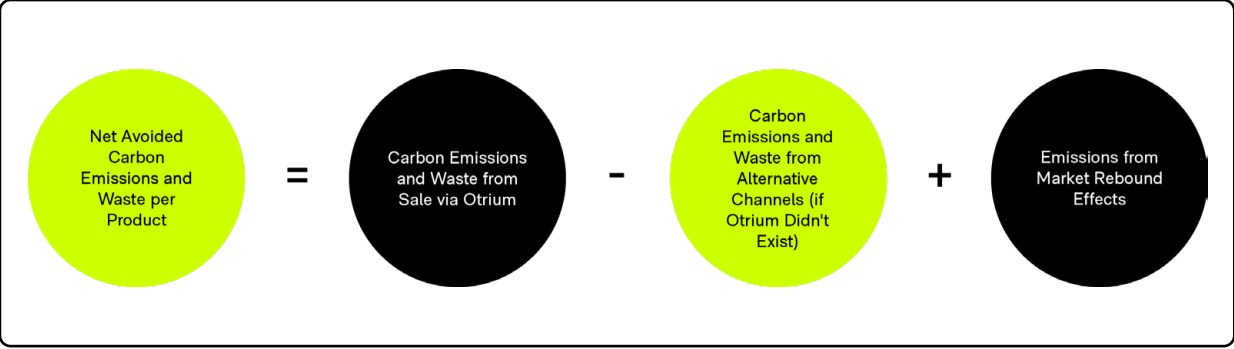 Net Avoided
Carbon
Emissions and
Waste per
Product
=
Carbon Emissions
and Waste from
Sale via Otrium
-
Carbon
Emissions and
Waste from
Alternative
Channels (if
Otrium Didn't
Exist)
+
Emissions from
Market Rebound
Effects